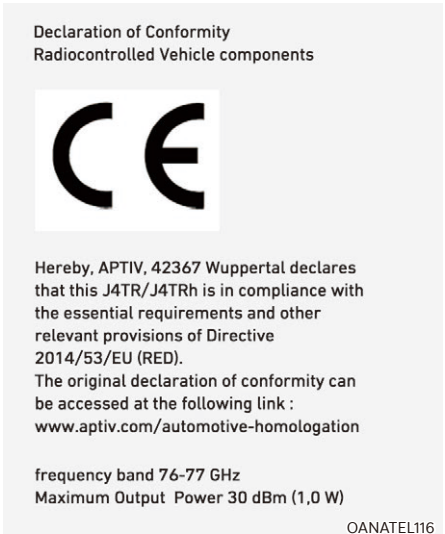 Declaration of Conformity
Radiocontrolled Vehicle components
CE
Hereby, APTIV, 42367 Wuppertal declares
that this J4TR/J4TRh is in compliance with
the essential requirements and other
relevant provisions of Directive
2014/53/EU (RED).
The original declaration of conformity can
be accessed at the following link :
www.aptiv.com/automotive-homologation
frequency band 76-77 GHz
Maximum Output  Power 30 dBm (1,0 W)
OANATEL116